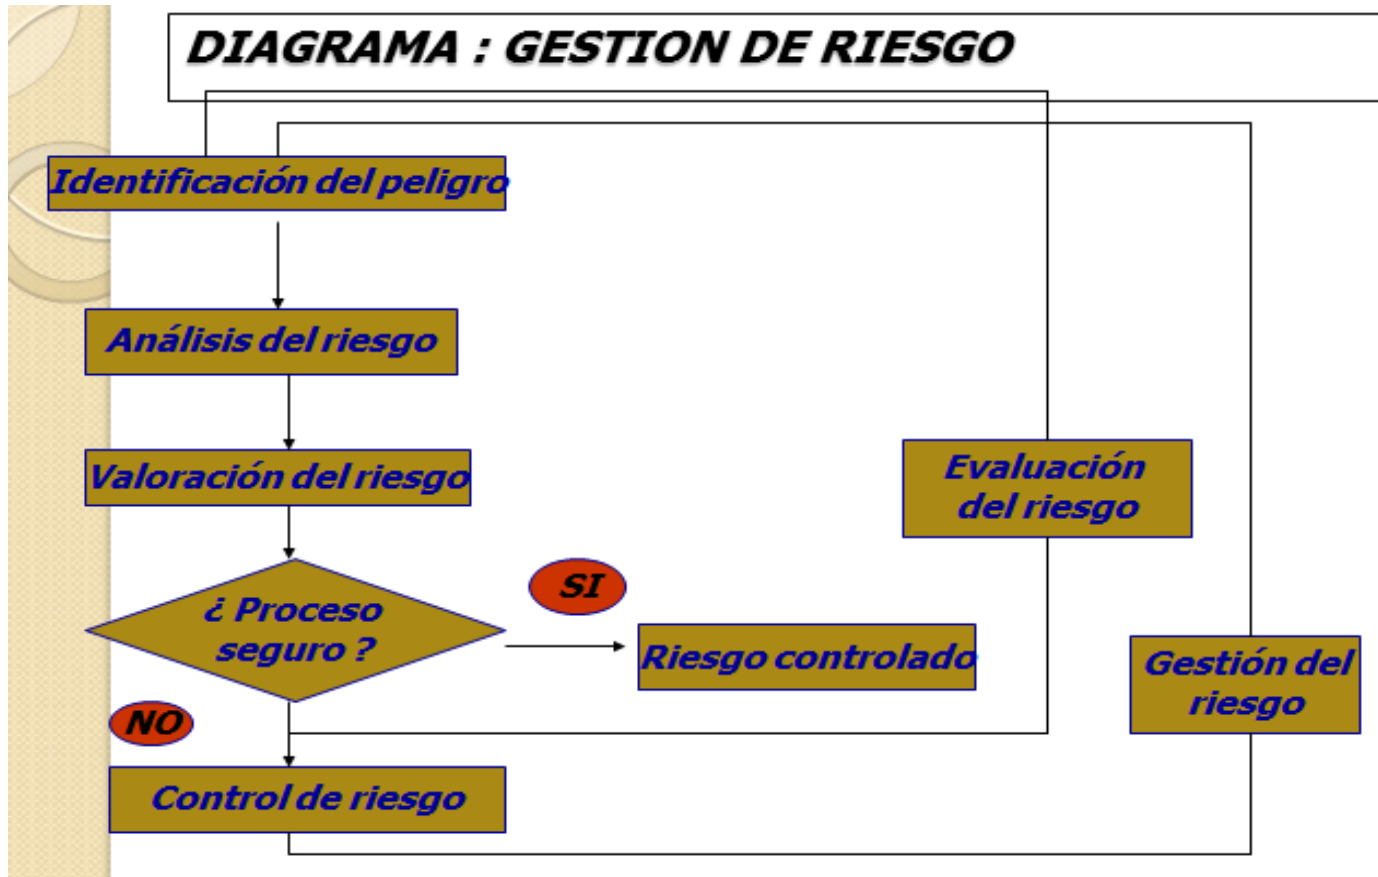 DIAGRAMA : GESTION DE RIESGO
Identificación del peligro
Análisis del riesgo
Valoración del riesgo
Evaluación
del riesgo
¿ Proceso
seguro ?
SI
Riesgo controlado
Gestión del
riesgo
NO
Control de riesgo